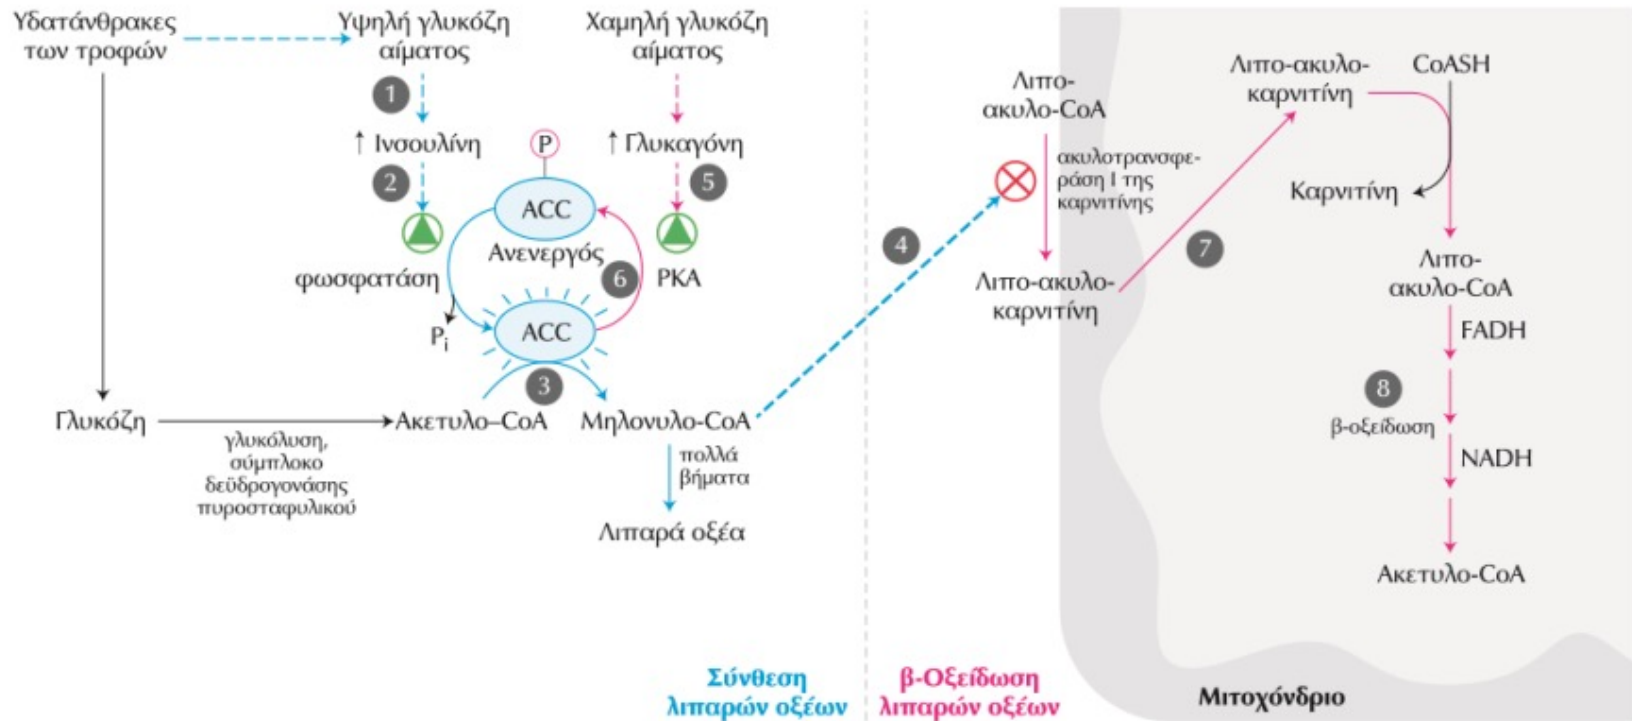 Υδατάνθρακες
των τροφών
Υψηλή γλυκόζη
αίματος
Χαμηλή γλυκόζη
αίματος
1
↑ Ινσουλίνη
↑ Γλυκαγόνη
P
2
5
ACC
Ανενεργός
φωσφατάση
6
PKA
Pi
ACC
3
Γλυκόζη
Ακετυλο–CoA
Μηλονυλο-CoA
γλυκόλυση,
σύμπλοκο
δεϋδρογονάσης
πυροσταφυλικού
πολλά
βήματα
Λιπαρά οξέα
4
Σύνθεση
λιπαρών οξέων
β-Οξείδωση
λιπαρών οξέων
Λιπο-
ακυλο-CoA
ακυλοτρανσφε-
ράση I της
καρνιτίνης
Λιπο-ακυλο-
καρνιτίνη
7
Λιπο-ακυλο-
καρνιτίνη
CoASH
Καρνιτίνη
Λιπο-
ακυλο-CoA
FADH
8
β-οξείδωση
NADH
Ακετυλο-CoA
Μιτοχόνδριο